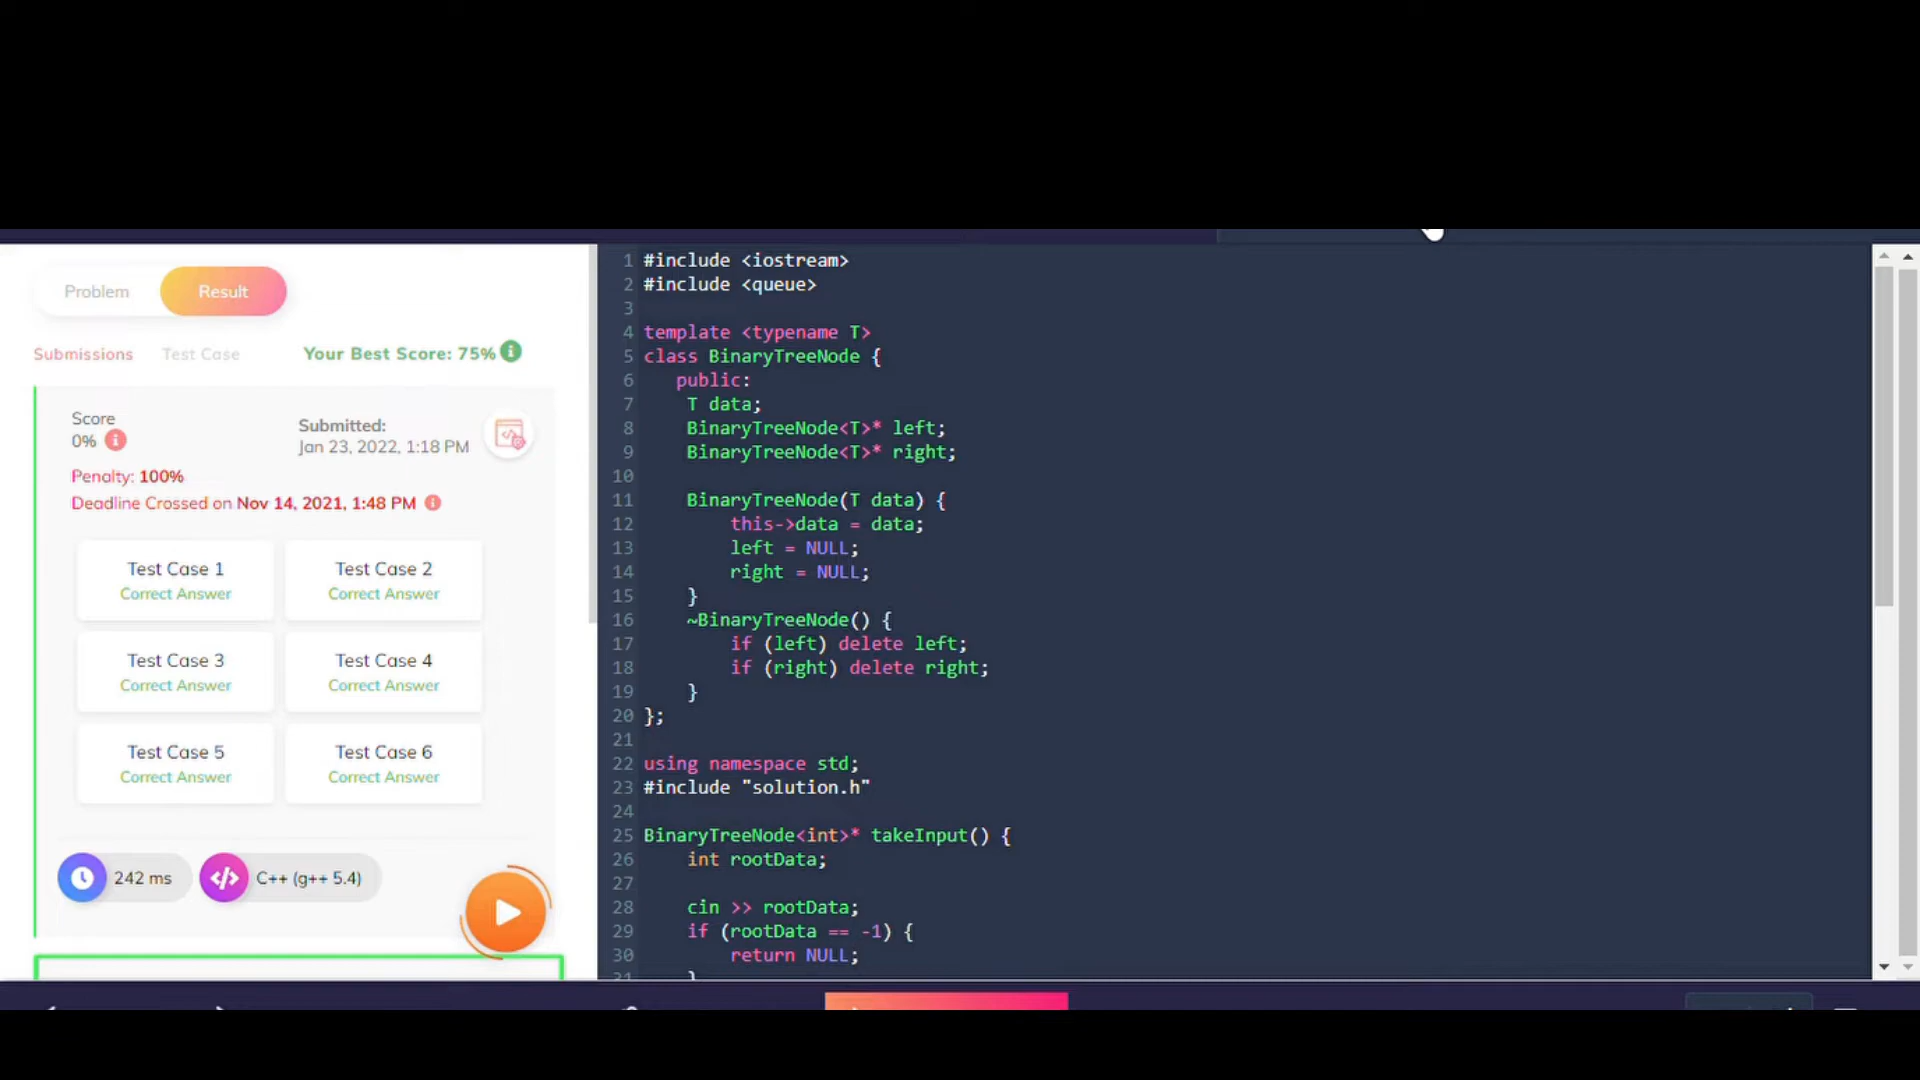 Problem
Result
Submissions
Test Case
Your Best Score: 75%
Score
0%
Submitted:
Jan 23, 2022, 1:18 PM
Penalty: 100%
Deadline Crossed on Nov 14, 2021, 1:48 PM
Test Case 1
Correct Answer
Test Case 2
Correct Answer
Test Case 3
Correct Answer
Test Case 4
Correct Answer
Test Case 5
Correct Answer
Test Case 6
Correct Answer
242 ms
C++ (g++ 5.4)
1 #include <iostream>
2 #include <queue>
3
4 template <typename T>
5 class BinaryTreeNode {
6 public:
7 T data;
8 BinaryTreeNode<T>* left;
9 BinaryTreeNode<T>* right;
10
11 BinaryTreeNode(T data) {
12 this->data = data;
13 left = NULL;
14 right = NULL;
15 }
16 ~BinaryTreeNode() {
17 if (left) delete left;
18 if (right) delete right;
19 }
20 };
21
22 using namespace std;
23 #include "solution.h"
24
25 BinaryTreeNode<int>* takeInput() {
26 int rootData;
27
28 cin >> rootData;
29 if (rootData == -1) {
30 return NULL;
31 }